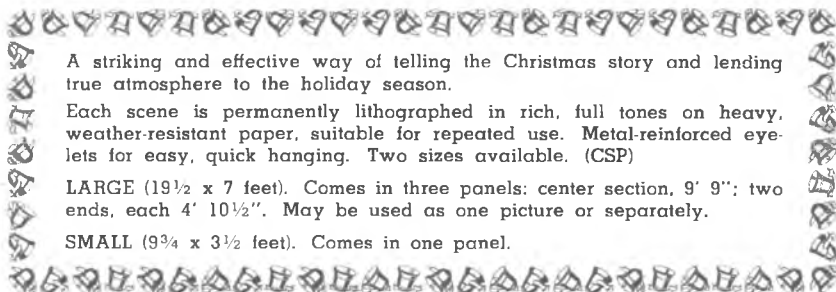 A striking and effective way of telling the Christmas story and lending
true atmosphere to the holiday season.
Each scene is permanently lithographed in rich, full tones on heavy,
weather-resistant paper, suitable for repeated use. Metal-reinforced eye-
lets for easy, quick hanging. Two sizes available. (CSP)
LARGE (19½ x 7 feet). Comes in three panels: center section, 9' 9"; two
ends, each 4' 10½". May be used as one picture or separately.
SMALL (9¾ x 3½ feet). Comes in one panel.